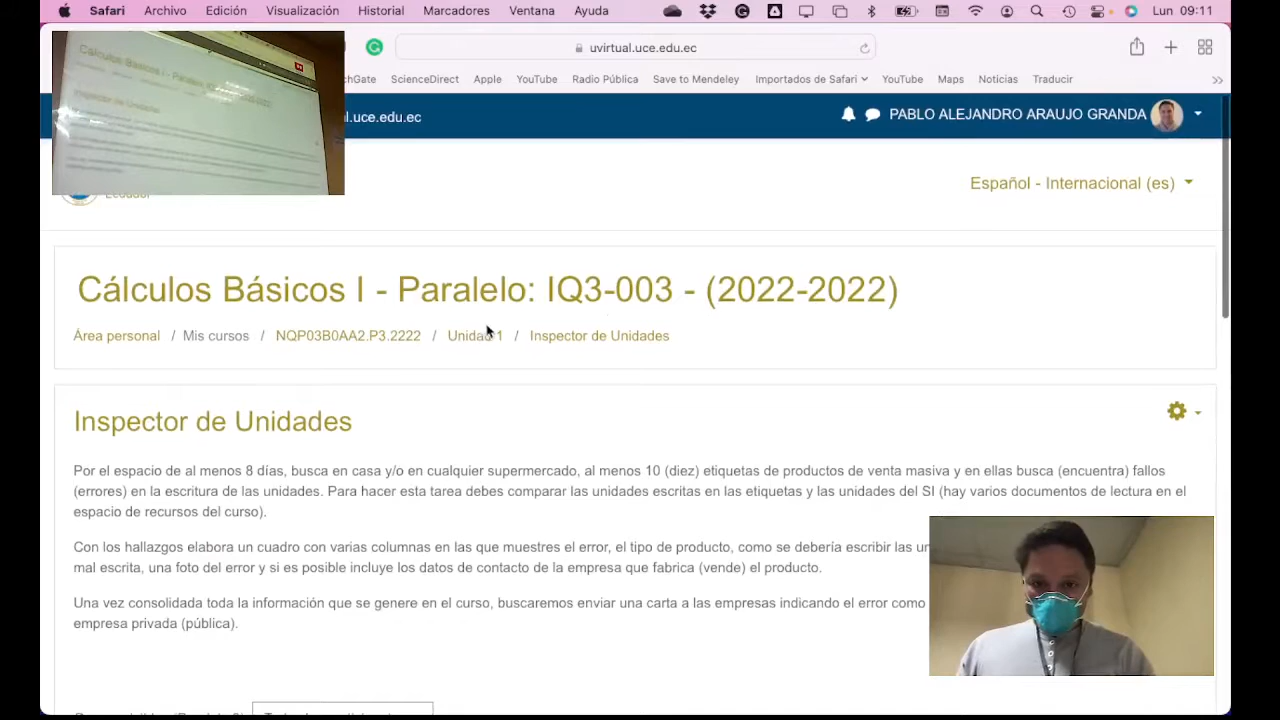 Safari Archivo Edición Visualización Historial Marcadores Ventana Ayuda Lun 09:11
uvirtual.uce.edu.ec
ScienceDirect Apple YouTube Radio Pública Save to Mendeley Importados de Safari YouTube Maps Noticias Traducir
.uce.edu.ec PABLO ALEJANDRO ARAUJO GRANDA
Español - Internacional (es)
Cálculos Básicos I - Paralelo: IQ3-003 - (2022-2022)
Área personal / Mis cursos / NQP03B0AA2.P3.2222 / Unidad 1 / Inspector de Unidades
Inspector de Unidades
Por el espacio de al menos 8 días, busca en casa y/o en cualquier supermercado, al menos 10 (diez) etiquetas de productos de venta masiva y en ellas busca (encuentra) fallos
(errores) en la escritura de las unidades. Para hacer esta tarea debes comparar las unidades escritas en las etiquetas y las unidades del SI (hay varios documentos de lectura en el
espacio de recursos del curso).
Con los hallazgos elabora un cuadro con varias columnas en las que muestres el error, el tipo de producto, como se debería escribir las
mal escrita, una foto del error y si es posible incluye los datos de contacto de la empresa que fabrica (vende) el producto.
Una vez consolidada toda la información que se genere en el curso, buscaremos enviar una carta a las empresas indicando el error como
empresa privada (pública).